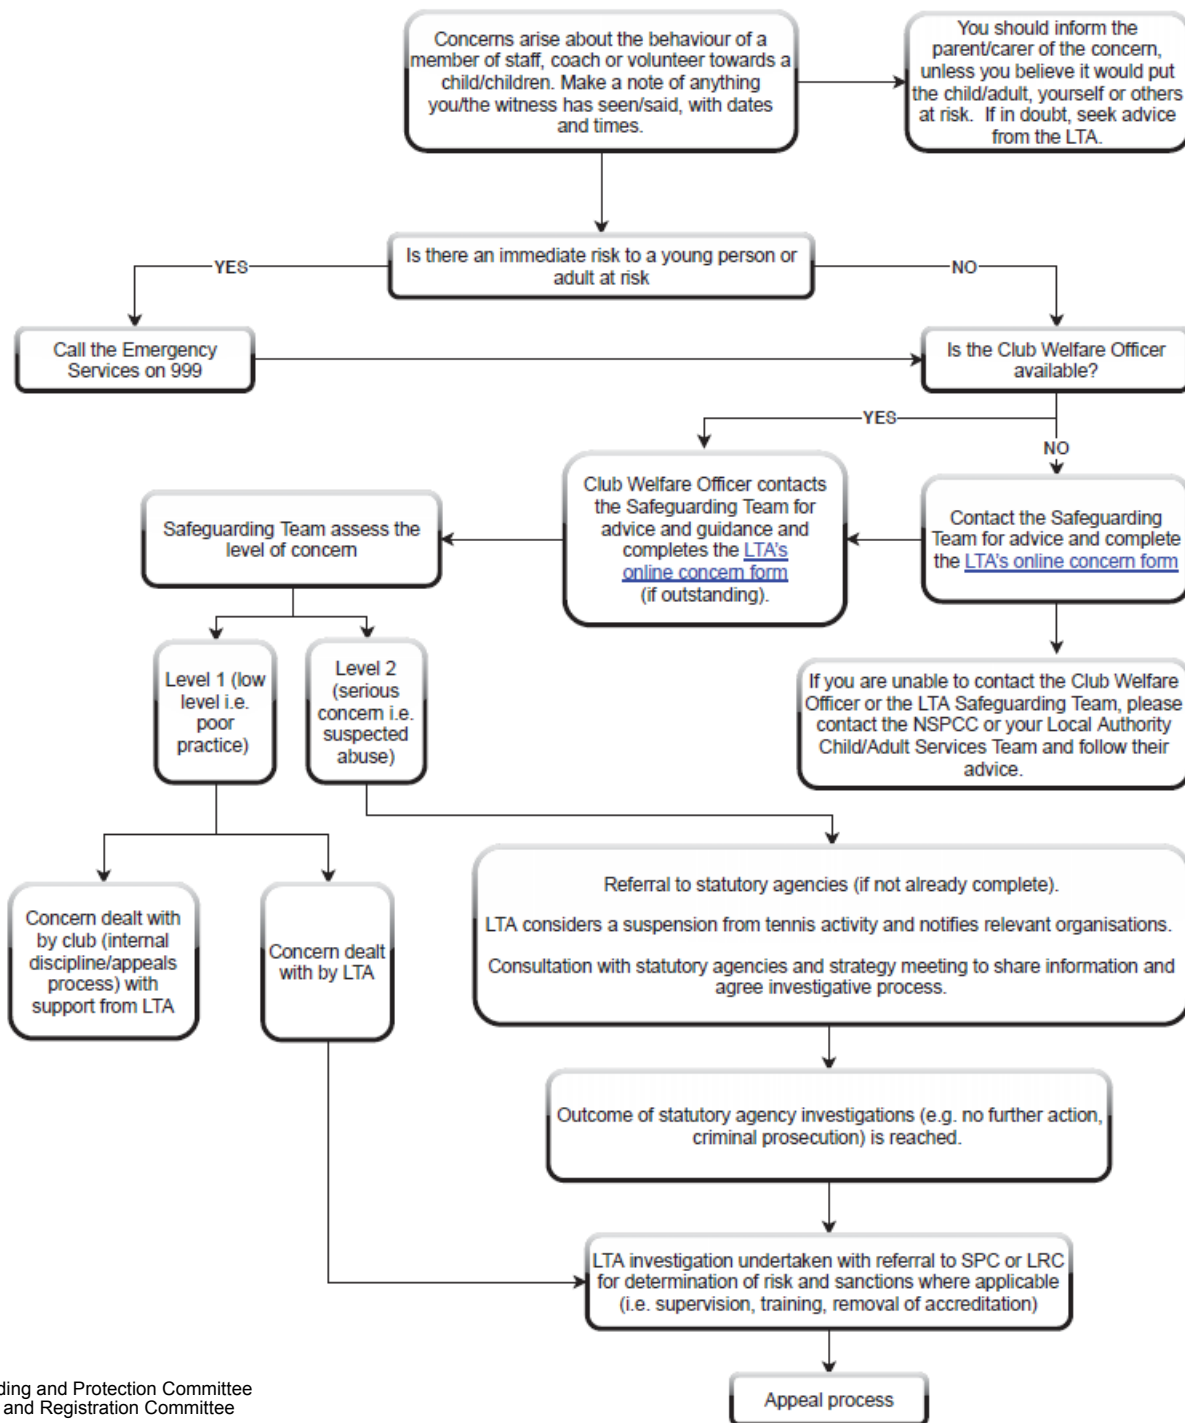 Concerns arise about the behaviour of a
member of staff, coach or volunteer towards a
child/children. Make a note of anything
you/the witness has seen/said, with dates
and times.
You should inform the
parent/carer of the concern,
unless you believe it would put
the child/adult, yourself or others
at risk. If in doubt, seek advice
from the LTA.
Is there an immediate risk to a young person or
adult at risk
YES
NO
Call the Emergency
Services on 999
Is the Club Welfare Officer
available?
YES
NO
Club Welfare Officer contacts
the Safeguarding Team for
advice and guidance and
completes the LTA's
online concern form
(if outstanding).
Contact the Safeguarding
Team for advice and complete
the LTA's online concern form
Safeguarding Team assess the
level of concern
Level 1 (low
level i.e.
poor
practice)
Level 2
(serious
concern i.e.
suspected
abuse)
If you are unable to contact the Club Welfare
Officer or the LTA Safeguarding Team, please
contact the NSPCC or your Local Authority
Child/Adult Services Team and follow their
advice.
Concern dealt with
by club (internal
discipline/appeals
process) with
support from LTA
Concern dealt
with by LTA
Referral to statutory agencies (if not already complete).
LTA considers a suspension from tennis activity and notifies relevant organisations.
Consultation with statutory agencies and strategy meeting to share information and
agree investigative process.
Outcome of statutory agency investigations (e.g. no further action,
criminal prosecution) is reached.
LTA investigation undertaken with referral to SPC or LRC
for determination of risk and sanctions where applicable
(i.e. supervision, training, removal of accreditation)
Appeal process
ding and Protection Committee
and Registration Committee